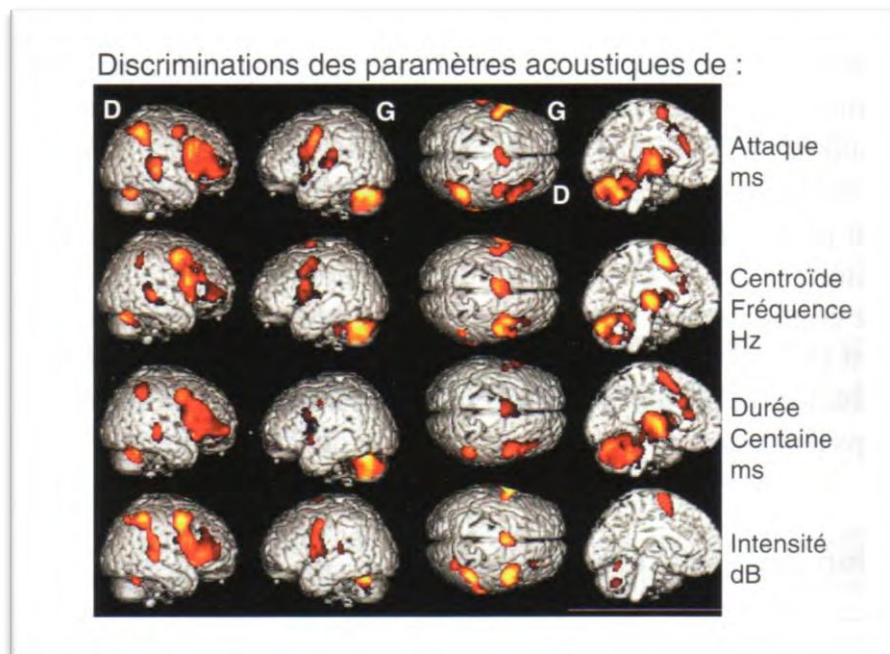 Discriminations des paramètres acoustiques de :
D
G
G
D
Attaque
ms
Centroïde
Fréquence
Hz
Durée
Centaine
ms
Intensité
dB